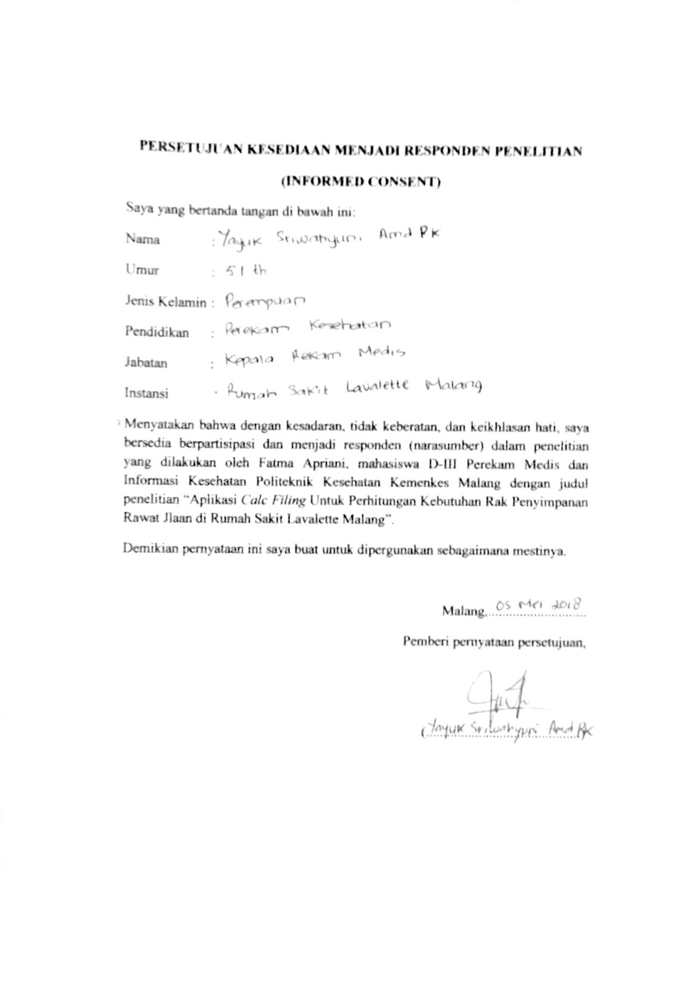 PERSETUJUAN KESEDIAAN MENJADI RESPONDEN PENELITIAN
(INFORMED CONSENT)
Saya yang bertanda tangan di bawah ini:
Nama : Yayuk Sriwahyuni Amd PK
Umur : 51 th
Jenis Kelamin : Perempuan
Pendidikan : Perekam Kesehatan
Jabatan : Kepala Rekam Medis
Instansi : Rumah Sakit Lavalette Malang
Menyatakan bahwa dengan kesadaran, tidak keberatan, dan keikhlasan hati, saya
bersedia berpartisipasi dan menjadi responden (narasumber) dalam penelitian
yang dilakukan oleh Fatma Apriani, mahasiswa D-III Perekam Medis dan
Informasi Kesehatan Politeknik Kesehatan Kemenkes Malang dengan judul
penelitian “Aplikasi Calc Filing Untuk Perhitungan Kebutuhan Rak Penyimpanan
Rawat Jlaan di Rumah Sakit Lavalette Malang”.
Demikian pernyataan ini saya buat untuk dipergunakan sebagaimana mestinya.
Malang, 05 Mei 2018
Pemberi pernyataan persetujuan,
(Yayuk Sriwahyuni Amd PK